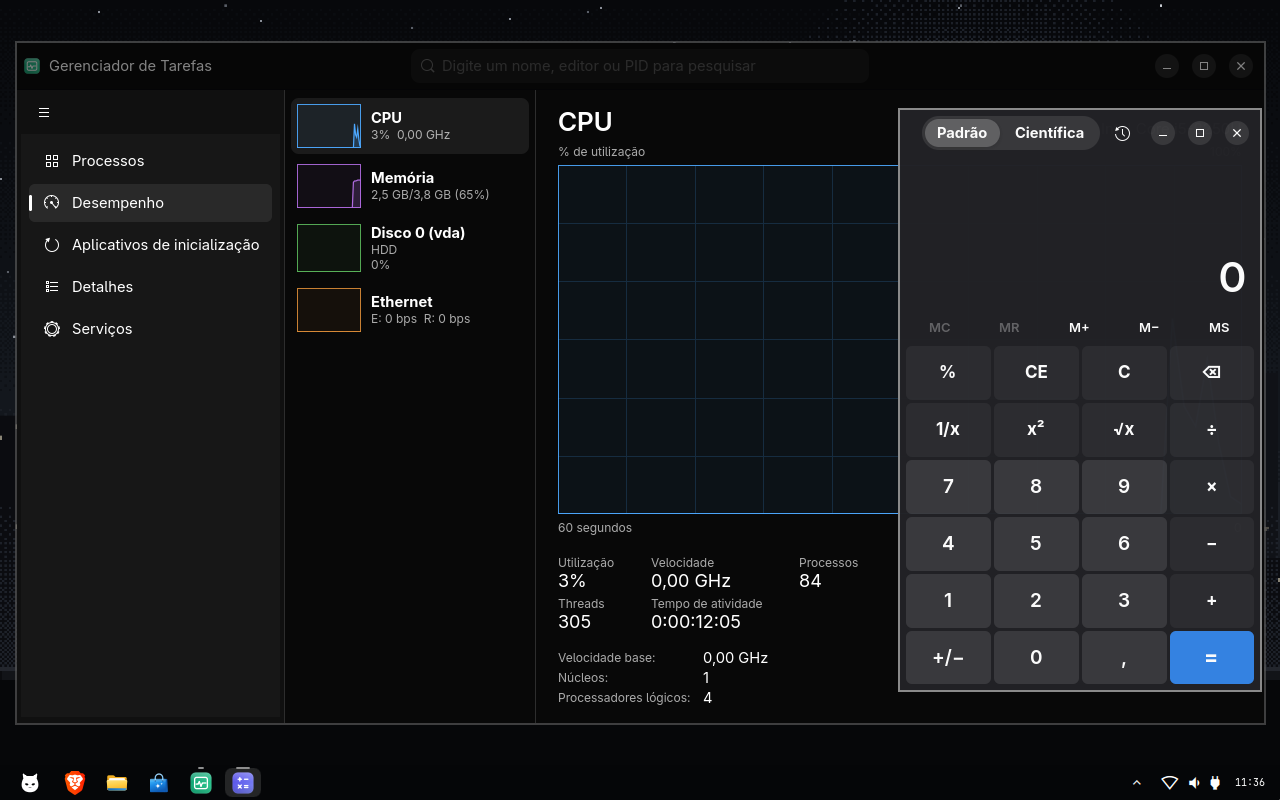 Gerenciador de Tarefas
Digite um nome, editor ou PID para pesquisar
Processos
Desempenho
Aplicativos de inicialização
Detalhes
Serviços
CPU
3% 0,00 GHz
Memória
2,5 GB/3,8 GB (65%)
Disco 0 (vda)
HDD
0%
Ethernet
E: 0 bps R: 0 bps
CPU
% de utilização
60 segundos
Utilização
Velocidade
Processos
3%
0,00 GHz
84
Threads
Tempo de atividade
305
0:00:12:05
Velocidade base: 0,00 GHz
Núcleos: 1
Processadores lógicos: 4
Padrão Científica
0
MC MR M+ M− MS
% CE C
1/x x² √x ÷
7 8 9 ×
4 5 6 −
1 2 3 +
+/− 0 , =
11:36